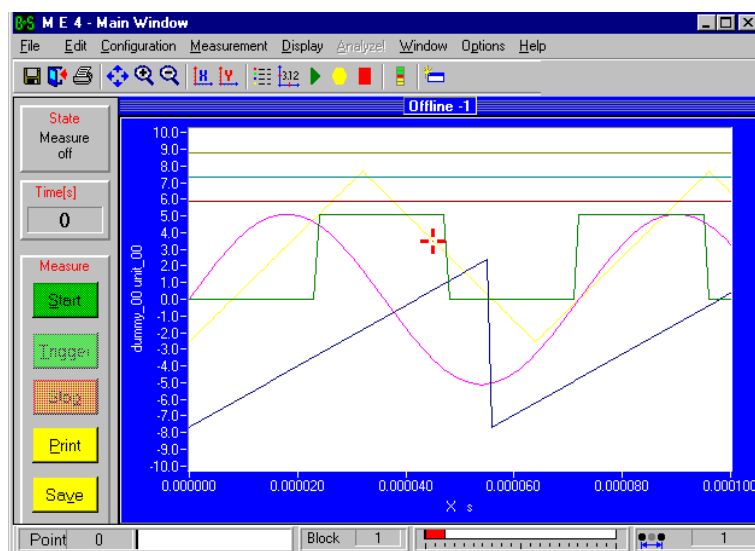 B&S M E 4 - Main Window
File Edit Configuration Measurement Display Analyze! Window Options Help
X Y 3.12
Offline -1
State
Measure
off
Time[s]
0
Measure
Start
Trigger
Stop
Print
Save
dummy_00 unit_00
10.0
9.0
8.0
7.0
6.0
5.0
4.0
3.0
2.0
1.0
0.0
-1.0
-2.0
-3.0
-4.0
-5.0
-6.0
-7.0
-8.0
-9.0
-10.0
0.000000 0.000020 0.000040 0.000060 0.000080 0.000100
X s
Point 0 Block 1 1